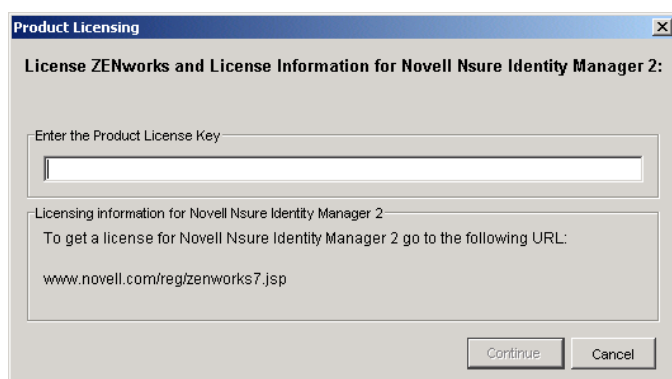 Product Licensing
License ZENworks and License Information for Novell Nsure Identity Manager 2:
Enter the Product License Key
Licensing information for Novell Nsure Identity Manager 2
To get a license for Novell Nsure Identity Manager 2 go to the following URL:
www.novell.com/reg/zenworks7.jsp
Continue Cancel